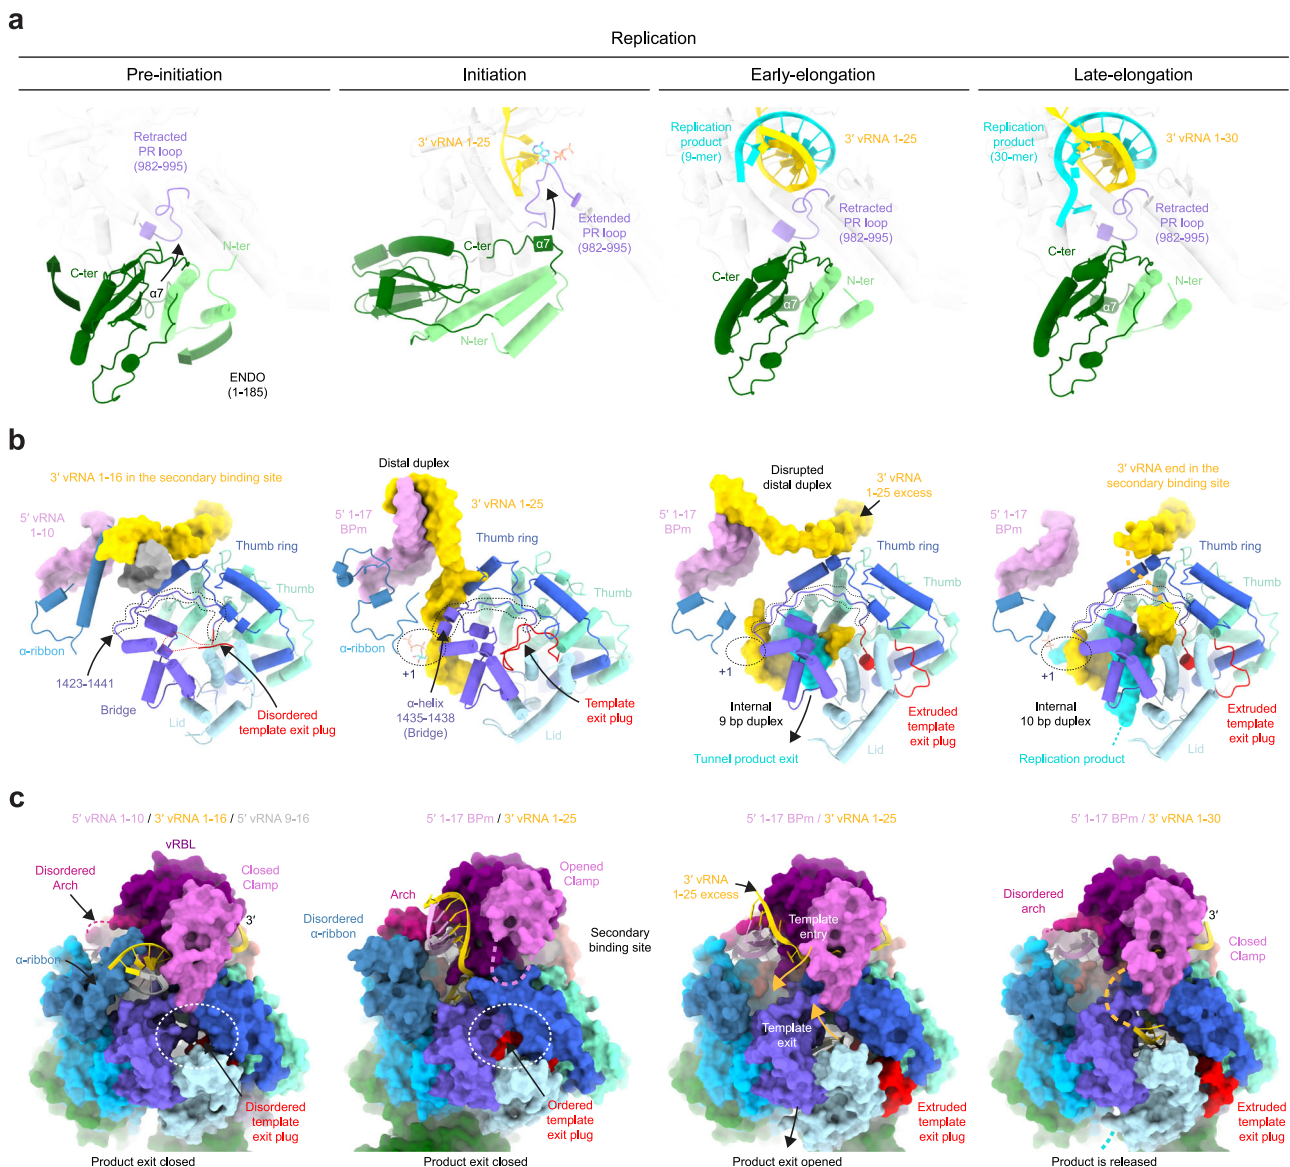 a
Replication
Pre-initiation
Initiation
Early-elongation
Late-elongation
Retracted
PR loop
(982-995)
N-ter
C-ter
α7
ENDO
(1-185)
3′ vRNA 1-25
Extended
PR loop
(982-995)
C-ter
α7
N-ter
Replication
product
(9-mer)
3′ vRNA 1-25
Retracted
PR loop
(982-995)
C-ter
α7
N-ter
Replication
product
(30-mer)
3′ vRNA 1-30
Retracted
PR loop
(982-995)
C-ter
α7
N-ter
b
3′ vRNA 1-16 in the secondary binding site
5′ vRNA
1-10
Thumb ring
Thumb
α-ribbon
1423-1441
Bridge
Lid
Disordered
template exit plug
Distal duplex
5′ 1-17
BPm
3′ vRNA 1-25
Thumb ring
Thumb
α-ribbon
+1
α-helix
1435-1438
(Bridge)
Template
exit plug
Lid
Disrupted
distal duplex
3′ vRNA
1-25 excess
5′ 1-17
BPm
Thumb ring
Thumb
α-ribbon
+1
Internal
9 bp duplex
Extruded
template
exit plug
Lid
Tunnel product exit
3′ vRNA end in the
secondary binding site
5′ 1-17
BPm
Thumb ring
Thumb
α-ribbon
+1
Internal
10 bp duplex
Extruded
template
exit plug
Lid
Replication product
c
5′ vRNA 1-10 / 3′ vRNA 1-16 / 5′ vRNA 9-16
vRBL
Disordered
Arch
Closed
Clamp
3′
α-ribbon
Disordered
template
exit plug
Product exit closed
5′ 1-17 BPm / 3′ vRNA 1-25
Opened
Clamp
Arch
Disordered
α-ribbon
Secondary
binding site
Ordered
template
exit plug
Product exit closed
5′ 1-17 BPm / 3′ vRNA 1-25
3′ vRNA
1-25 excess
Template
entry
Template
exit
Extruded
template
exit plug
Product exit opened
5′ 1-17 BPm / 3′ vRNA 1-30
Disordered
arch
3′
Closed
Clamp
Extruded
template
exit plug
Product is released